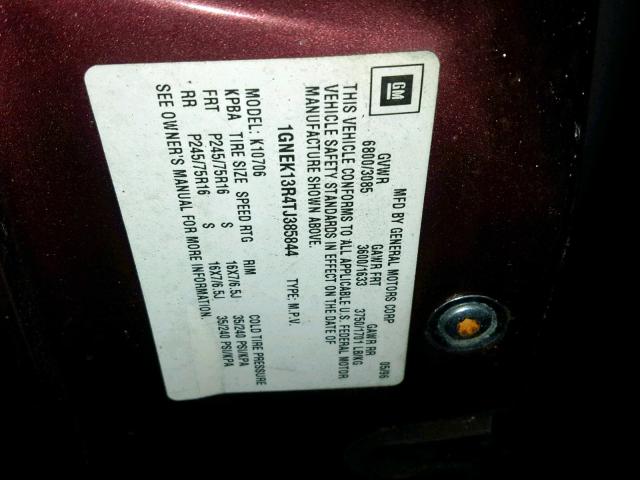 GM
MFD BY GENERAL MOTORS CORP 05/96
GVWR GAWR FRT GAWR RR
6800/3085 3600/1633 3750/1701 LB/KG
THIS VEHICLE CONFORMS TO ALL APPLICABLE U.S. FEDERAL MOTOR
VEHICLE SAFETY STANDARDS IN EFFECT ON THE DATE OF
MANUFACTURE SHOWN ABOVE.
1GNEK13R4TJ385844 TYPE: M.P.V.
MODEL: K10706
KPBA TIRE SIZE SPEED RTG RIM COLD TIRE PRESSURE
FRT P245/75R16 S 16X7/6.5J 35/240 PSI/KPA
RR P245/75R16 S 16X7/6.5J 35/240 PSI/KPA
SEE OWNER'S MANUAL FOR MORE INFORMATION.